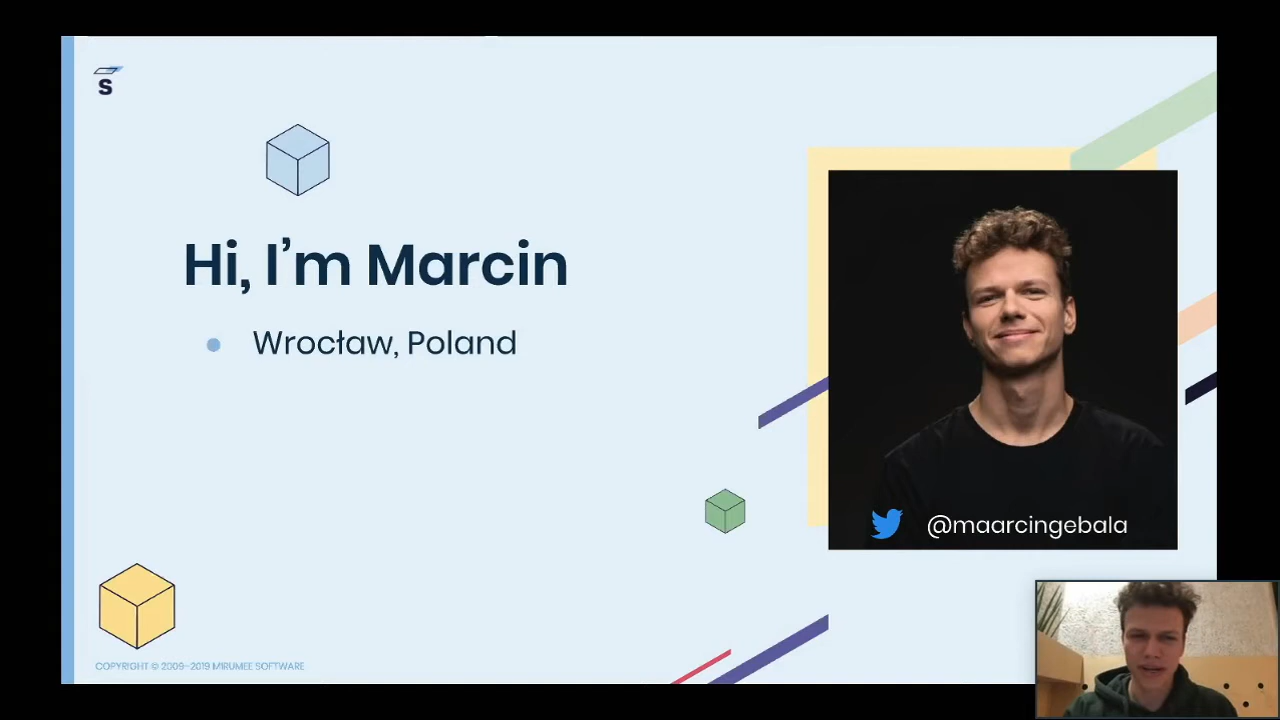 S
Hi, I’m Marcin
Wrocław, Poland
@maarcingebala
COPYRIGHT © 2009–2019 MIRUMEE SOFTWARE